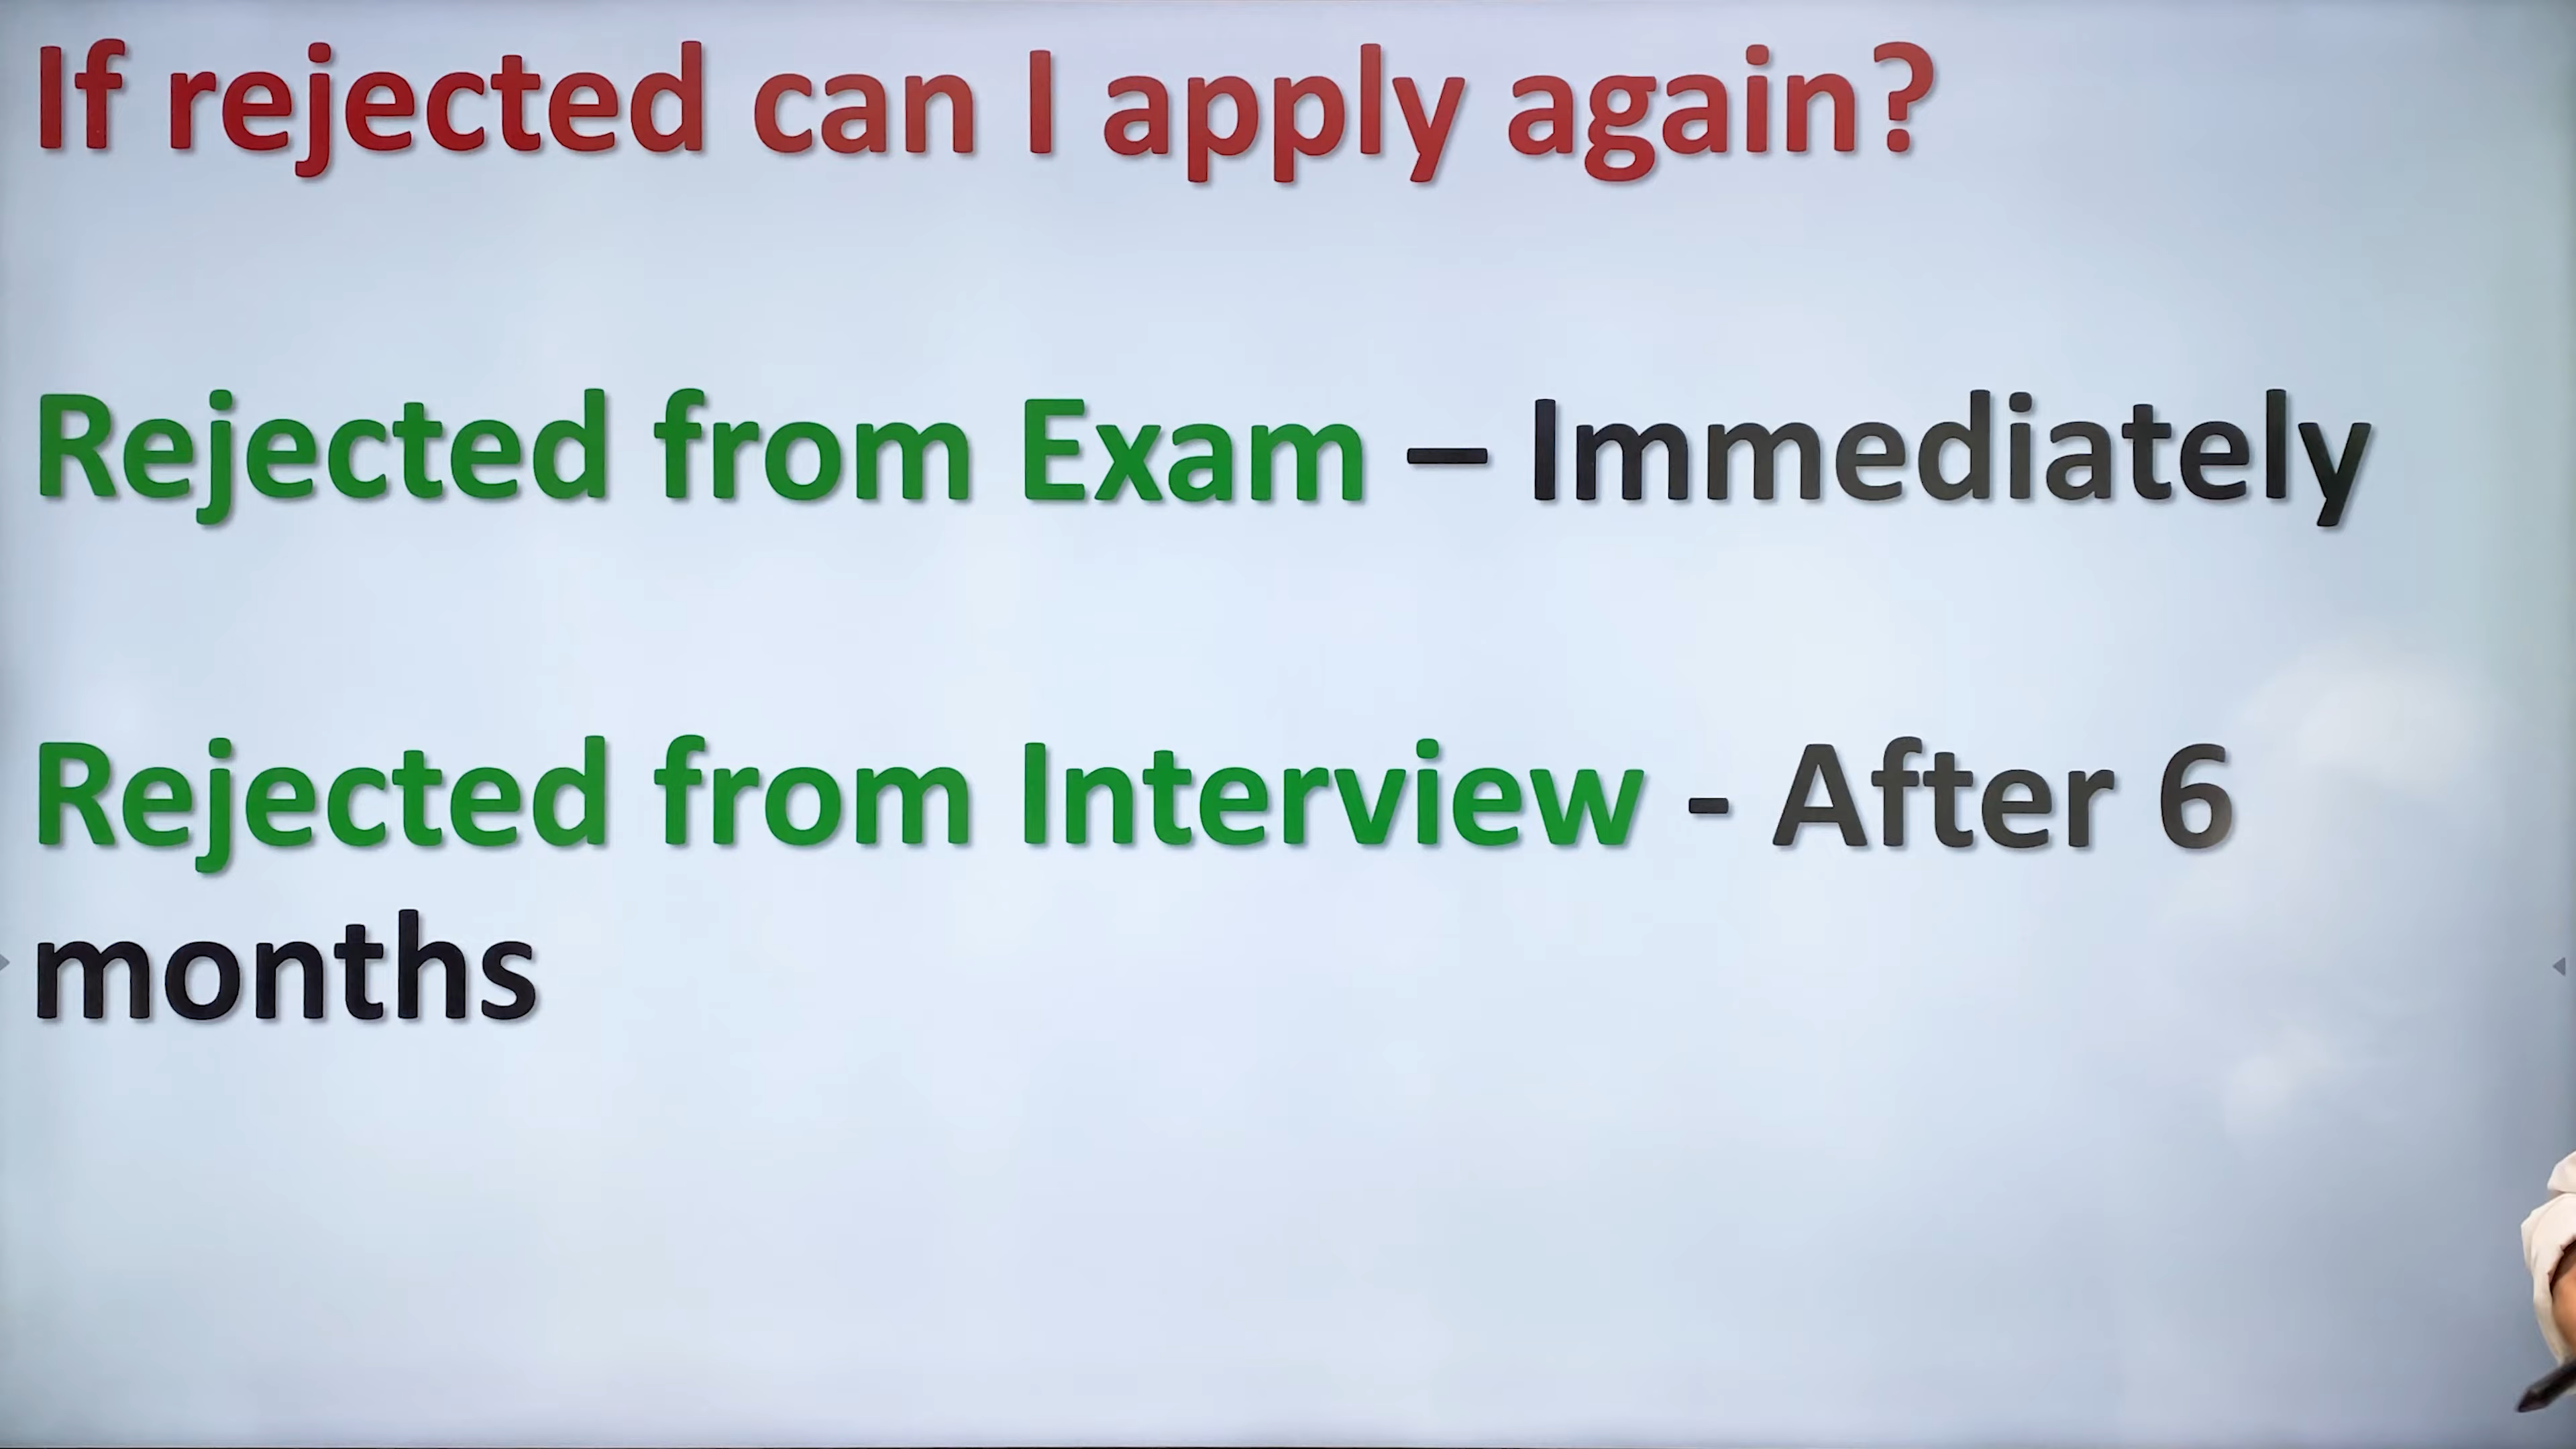 If rejected can I apply again?
Rejected from Exam – Immediately
Rejected from Interview - After 6
months